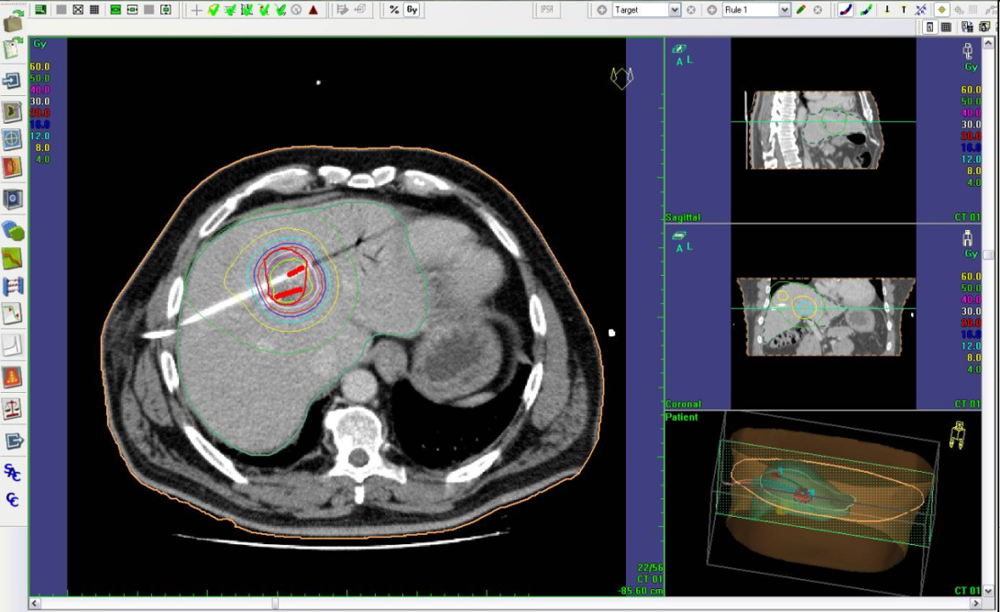 % Gy
IPSA
Target
Rule 1
Gy
60.0
50.0
40.0
30.0
20.0
16.0
12.0
8.0
4.0
22/56
CT 01
-85.60 cm
A L
Gy
60.0
50.0
40.0
30.0
20.0
16.0
12.0
8.0
4.0
Sagittal
CT 01
A L
Gy
60.0
50.0
40.0
30.0
20.0
16.0
12.0
8.0
4.0
Coronal
CT 01
Patient
CT 01